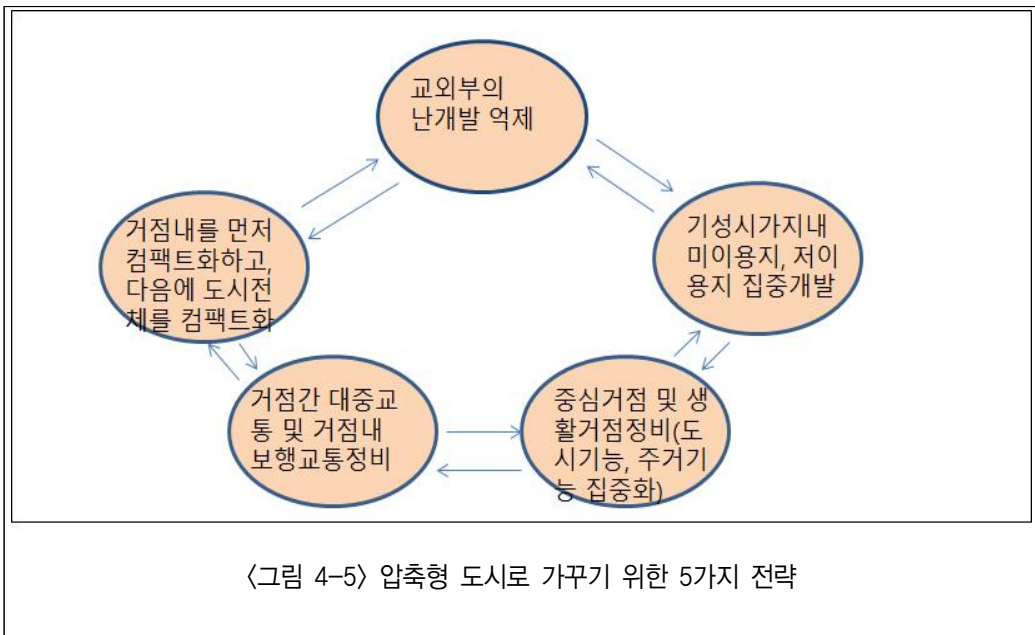 교외부의
난개발 억제
거점내를 먼저
컴팩트화하고,
다음에 도시전
체를 컴팩트화
기성시가지내
미이용지, 저이
용지 집중개발
거점간 대중교
통 및 거점내
보행교통정비
중심거점 및 생
활거점정비(도
시기능, 주거기
능 집중화)
〈그림 4-5〉 압축형 도시로 가꾸기 위한 5가지 전략